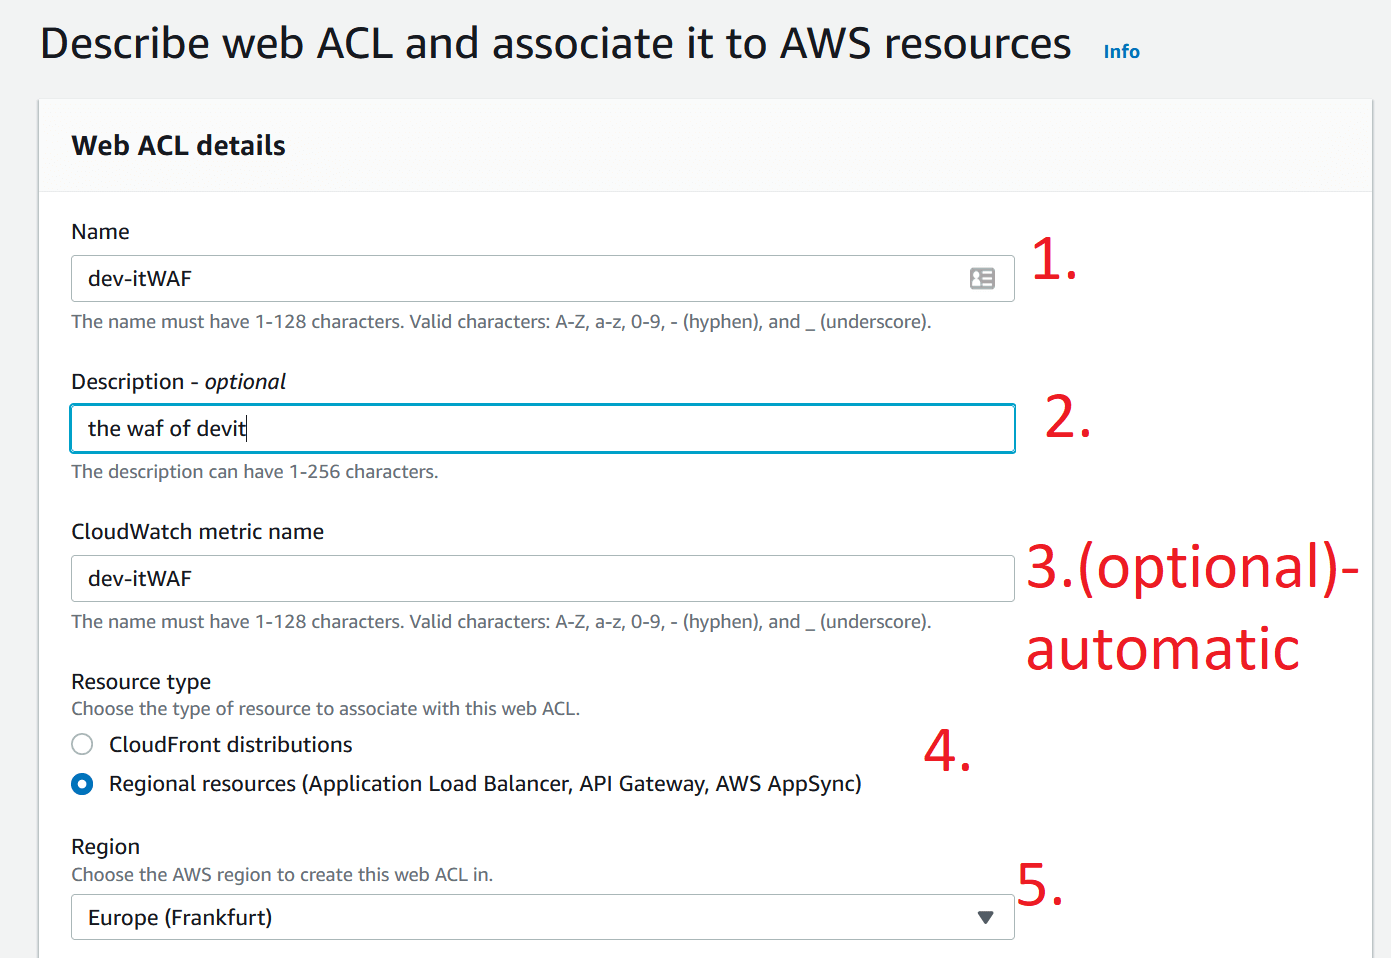 Describe web ACL and associate it to AWS resources Info
Web ACL details
Name
dev-itWAF
1.
The name must have 1-128 characters. Valid characters: A-Z, a-z, 0-9, - (hyphen), and _ (underscore).
Description - optional
the waf of devit
2.
The description can have 1-256 characters.
CloudWatch metric name
dev-itWAF
3.(optional)-
automatic
The name must have 1-128 characters. Valid characters: A-Z, a-z, 0-9, - (hyphen), and _ (underscore).
Resource type
Choose the type of resource to associate with this web ACL.
CloudFront distributions
4.
Regional resources (Application Load Balancer, API Gateway, AWS AppSync)
Region
Choose the AWS region to create this web ACL in.
5.
Europe (Frankfurt)